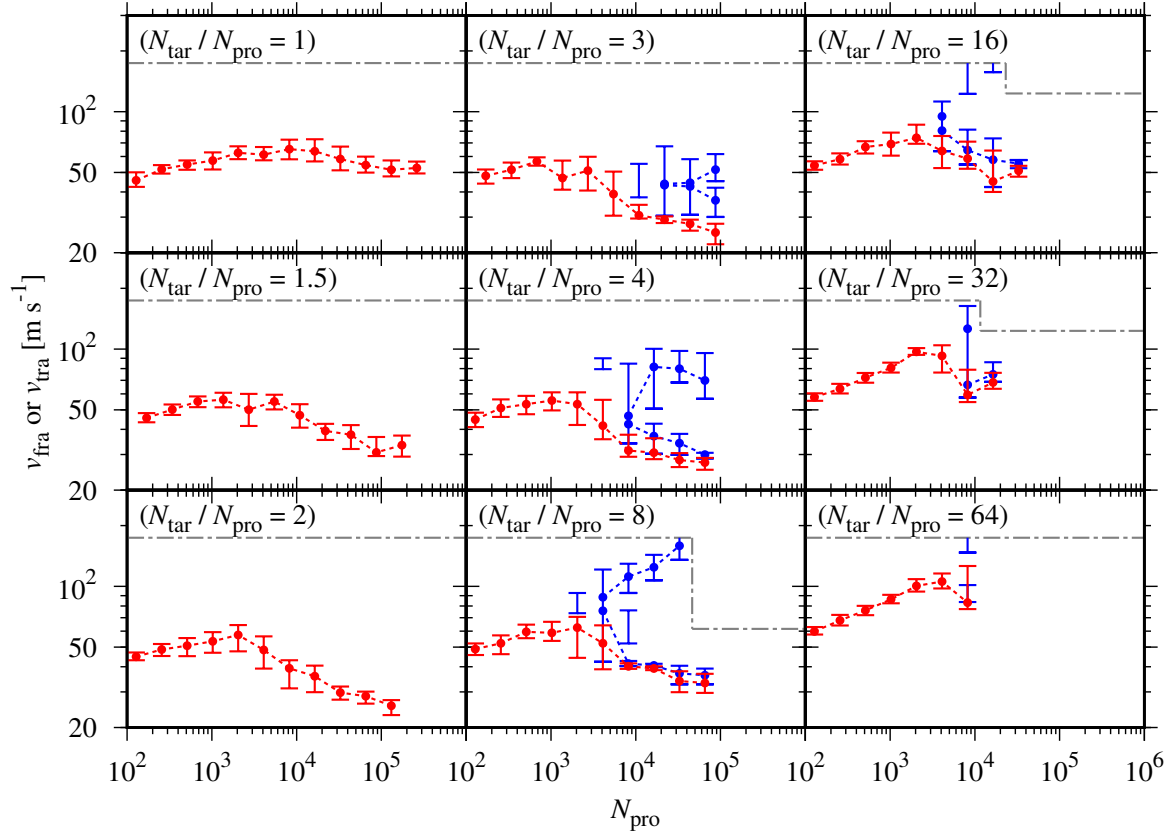 (N_tar / N_pro = 1) (N_tar / N_pro = 3) (N_tar / N_pro = 16)
10^2
50
20
(N_tar / N_pro = 1.5) (N_tar / N_pro = 4) (N_tar / N_pro = 32)
10^2
50
20
(N_tar / N_pro = 2) (N_tar / N_pro = 8) (N_tar / N_pro = 64)
10^2
50
20
v_fra or v_tra [m s^-1]
10^2 10^3 10^4 10^5 10^2 10^3 10^4 10^5 10^2 10^3 10^4 10^5 10^6
N_pro